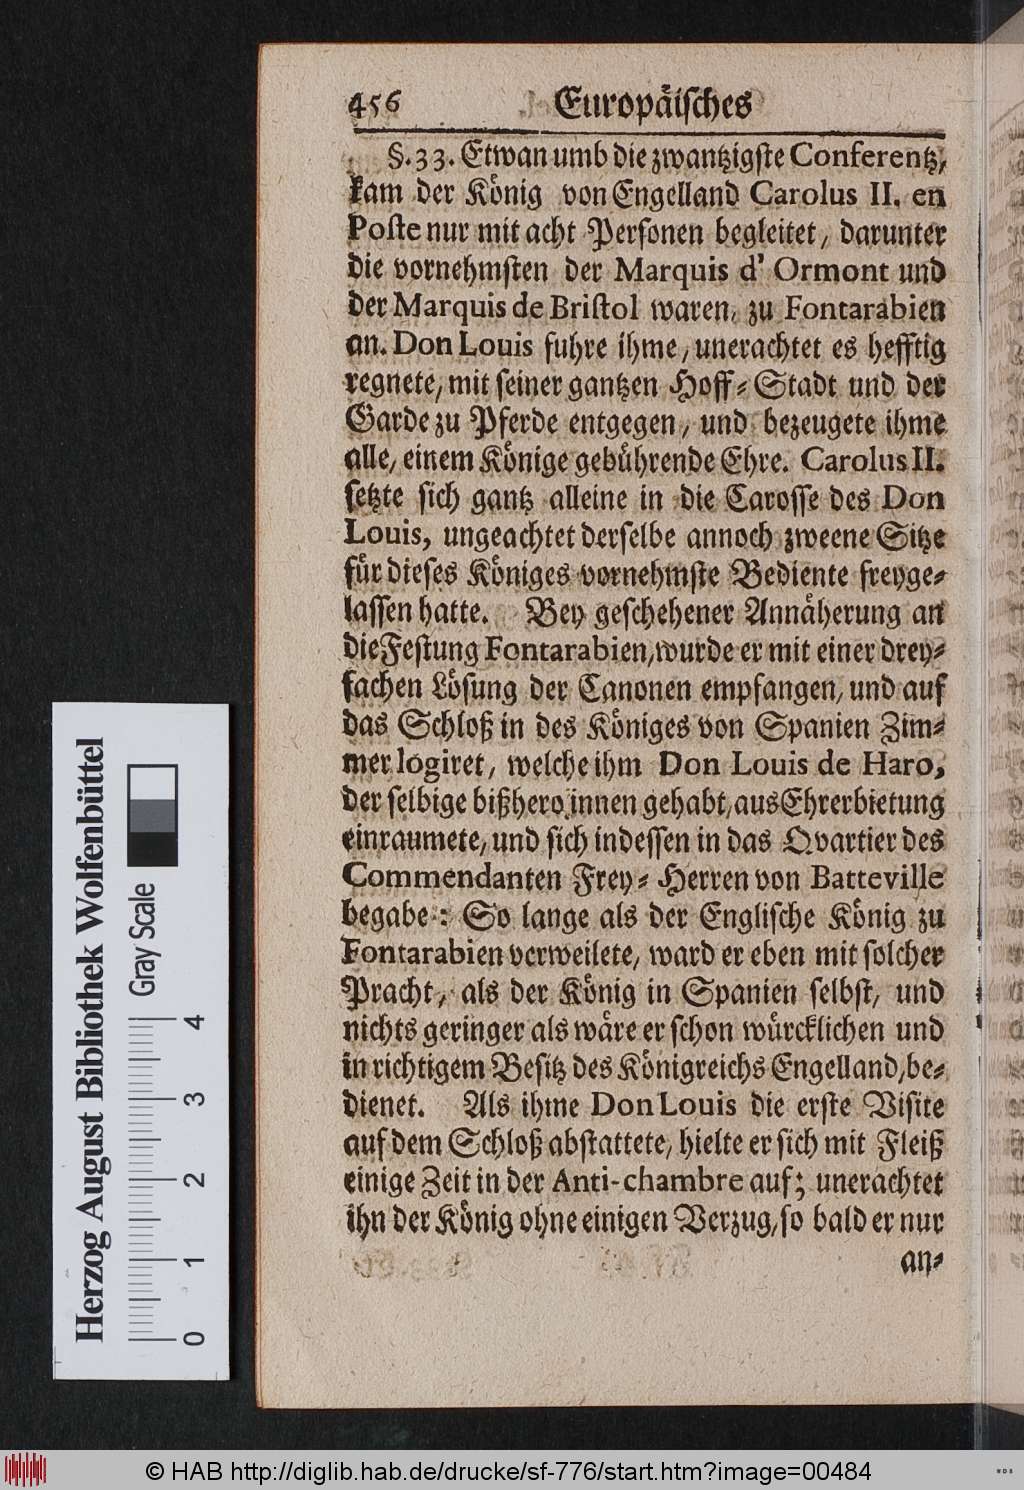 456 Europäisches
§. 33. Etwan umb die zwantzigste Conferentz,
kam der König von Engelland Carolus II. en
Poste nur mit acht Personen begleitet, darunter
die vornehmsten der Marquis d' Ormont und
der Marquis de Bristol waren, zu Fontarabien
an. Don Louis fuhre ihme, unerachtet es hefftig
regnete, mit seiner gantzen Hoff-Stadt und der
Garde zu Pferde entgegen, und bezeugete ihme
alle, einem Könige gebührende Ehre. Carolus II.
setzte sich gantz alleine in die Carosse des Don
Louis, ungeachtet derselbe annoch zweene Sitze
für dieses Königes vornehmste Bediente freyge-
lassen hatte. Bey geschehener Annäherung an
die Festung Fontarabien, wurde er mit einer drey-
fachen Lösung der Canonen empfangen, und auf
das Schloß in des Königes von Spanien Zim-
mer logiret, welche ihm Don Louis de Haro,
der selbige bißhero innen gehabt, aus Ehrerbietung
einraumete, und sich indessen in das Qvartier des
Commendanten Frey-Herren von Batteville
begabe: So lange als der Englische König zu
Fontarabien verweilete, ward er eben mit solcher
Pracht, als der König in Spanien selbst, und
nichts geringer als wäre er schon würcklichen und
in richtigem Besitz des Königreichs Engelland, be-
dienet. Als ihme Don Louis die erste Visite
auf dem Schloß abstattete, hielte er sich mit Fleiß
einige Zeit in der Anti-chambre auf; unerachtet
ihn der König ohne einigen Verzug, so bald er nur
an-
Herzog August Bibliothek Wolfenbüttel
Gray Scale
0 1 2 3 4
© HAB http://diglib.hab.de/drucke/sf-776/start.htm?image=00484